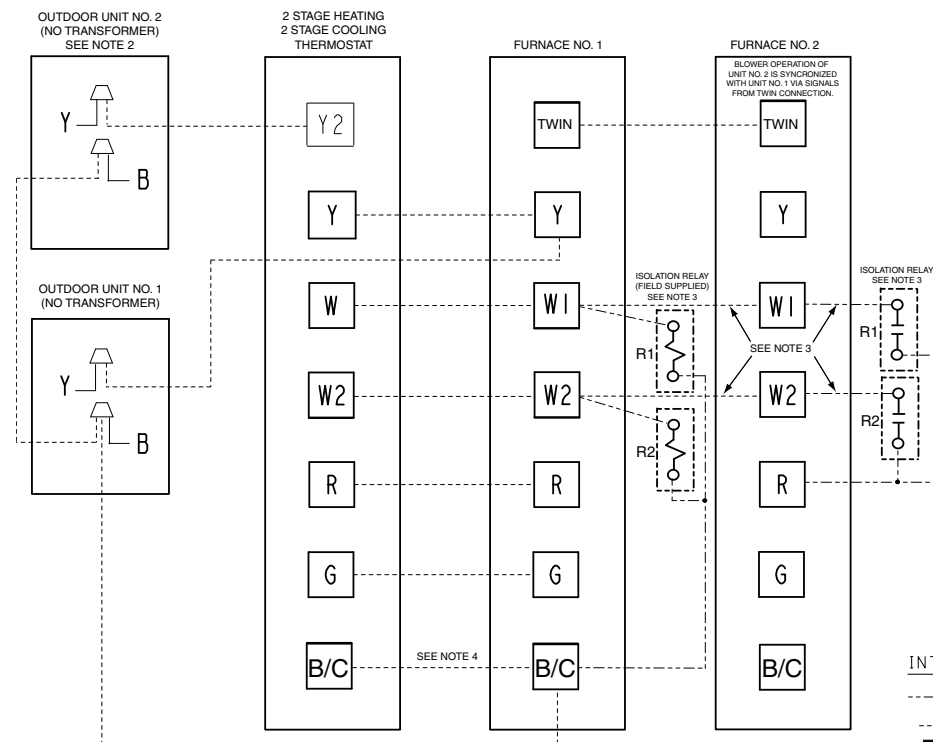 OUTDOOR UNIT NO. 2
(NO TRANSFORMER)
SEE NOTE 2
Y
B
OUTDOOR UNIT NO. 1
(NO TRANSFORMER)
Y
B
2 STAGE HEATING
2 STAGE COOLING
THERMOSTAT
Y2
Y
W
W2
R
G
B/C
SEE NOTE 4
FURNACE NO. 1
TWIN
Y
W1
W2
R
G
B/C
ISOLATION RELAY
(FIELD SUPPLIED)
SEE NOTE 3
R1
R2
FURNACE NO. 2
BLOWER OPERATION OF
UNIT NO. 2 IS SYNCRONIZED
WITH UNIT NO. 1 VIA SIGNALS
FROM TWIN CONNECTION.
TWIN
Y
W1
SEE NOTE 3
W2
R
G
B/C
ISOLATION RELAY
SEE NOTE 3
R1
R2
INT